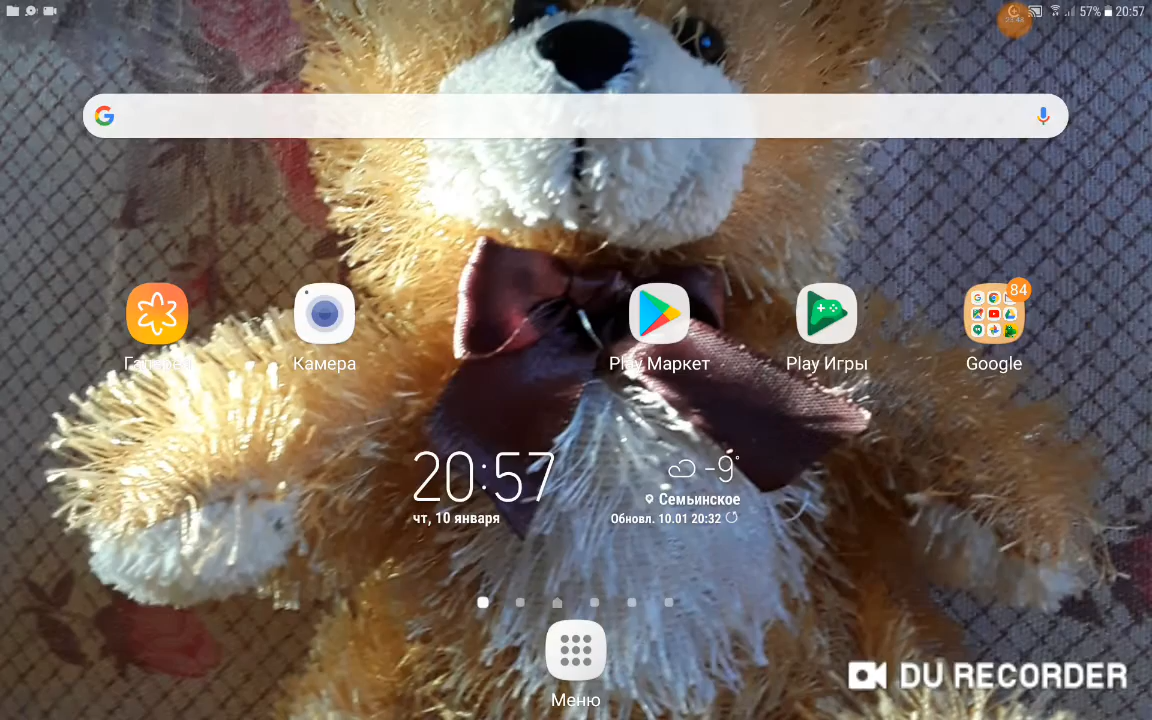 57% 20:57
Галерея
Камера
Play Маркет
Play Игры
84
Google
20:57
чт, 10 января
-9°
Семьинское
Обновл. 10.01 20:32
Меню
DU RECORDER